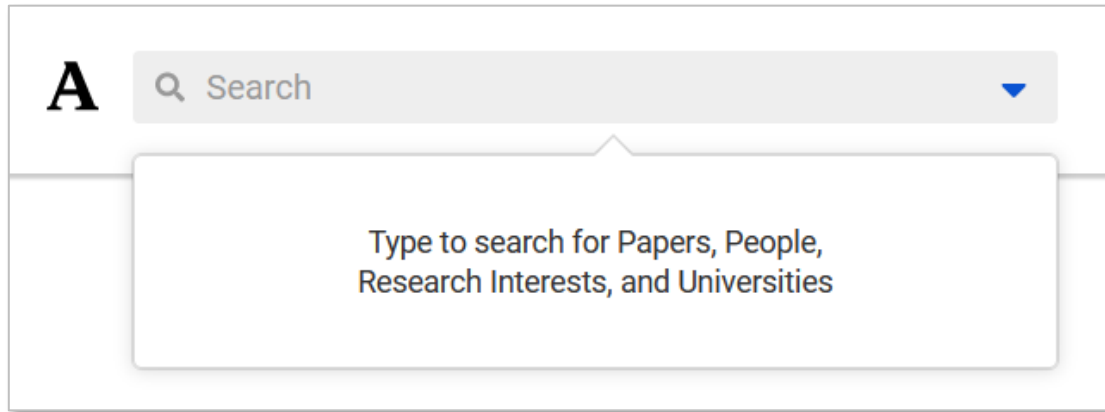 A
Search
Type to search for Papers, People,
Research Interests, and Universities